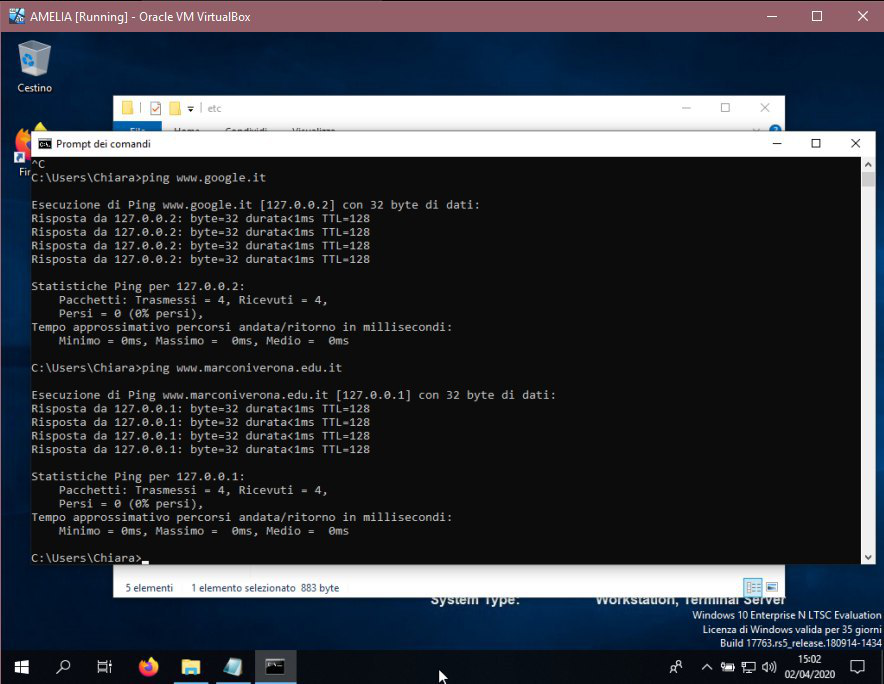 AMELIA [Running] - Oracle VM VirtualBox
Cestino
etc
File Home Condividi Visualizza
Prompt dei comandi
^C
C:\Users\Chiara>ping www.google.it
Esecuzione di Ping www.google.it [127.0.0.2] con 32 byte di dati:
Risposta da 127.0.0.2: byte=32 durata<1ms TTL=128
Risposta da 127.0.0.2: byte=32 durata<1ms TTL=128
Risposta da 127.0.0.2: byte=32 durata<1ms TTL=128
Risposta da 127.0.0.2: byte=32 durata<1ms TTL=128
Statistiche Ping per 127.0.0.2:
Pacchetti: Trasmessi = 4, Ricevuti = 4,
Persi = 0 (0% persi),
Tempo approssimativo percorsi andata/ritorno in millisecondi:
Minimo = 0ms, Massimo =  0ms, Medio =  0ms
C:\Users\Chiara>ping www.marconiverona.edu.it
Esecuzione di Ping www.marconiverona.edu.it [127.0.0.1] con 32 byte di dati:
Risposta da 127.0.0.1: byte=32 durata<1ms TTL=128
Risposta da 127.0.0.1: byte=32 durata<1ms TTL=128
Risposta da 127.0.0.1: byte=32 durata<1ms TTL=128
Risposta da 127.0.0.1: byte=32 durata<1ms TTL=128
Statistiche Ping per 127.0.0.1:
Pacchetti: Trasmessi = 4, Ricevuti = 4,
Persi = 0 (0% persi),
Tempo approssimativo percorsi andata/ritorno in millisecondi:
Minimo = 0ms, Massimo =  0ms, Medio =  0ms
C:\Users\Chiara>
5 elementi 1 elemento selezionato 883 byte
System Type: Workstation, Terminal Server
Windows 10 Enterprise N LTSC Evaluation
Licenza di Windows valida per 35 giorni
Build 17763.rs5_release.180914-1434
15:02
02/04/2020